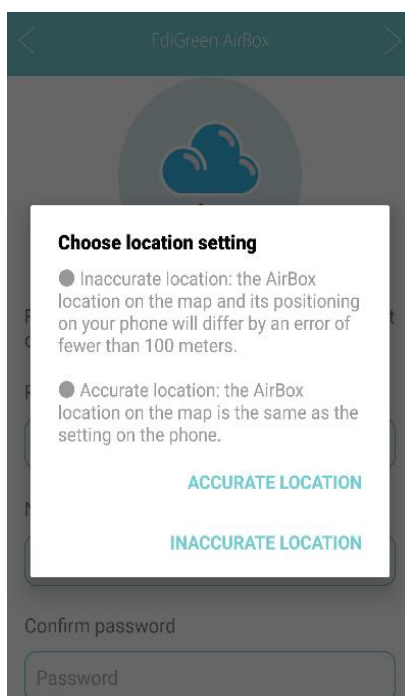 EdiGreen AirBox
Choose location setting
Inaccurate location: the AirBox
location on the map and its positioning
on your phone will differ by an error of
fewer than 100 meters.
Accurate location: the AirBox
location on the map is the same as the
setting on the phone.
ACCURATE LOCATION
INACCURATE LOCATION
Confirm password
Password